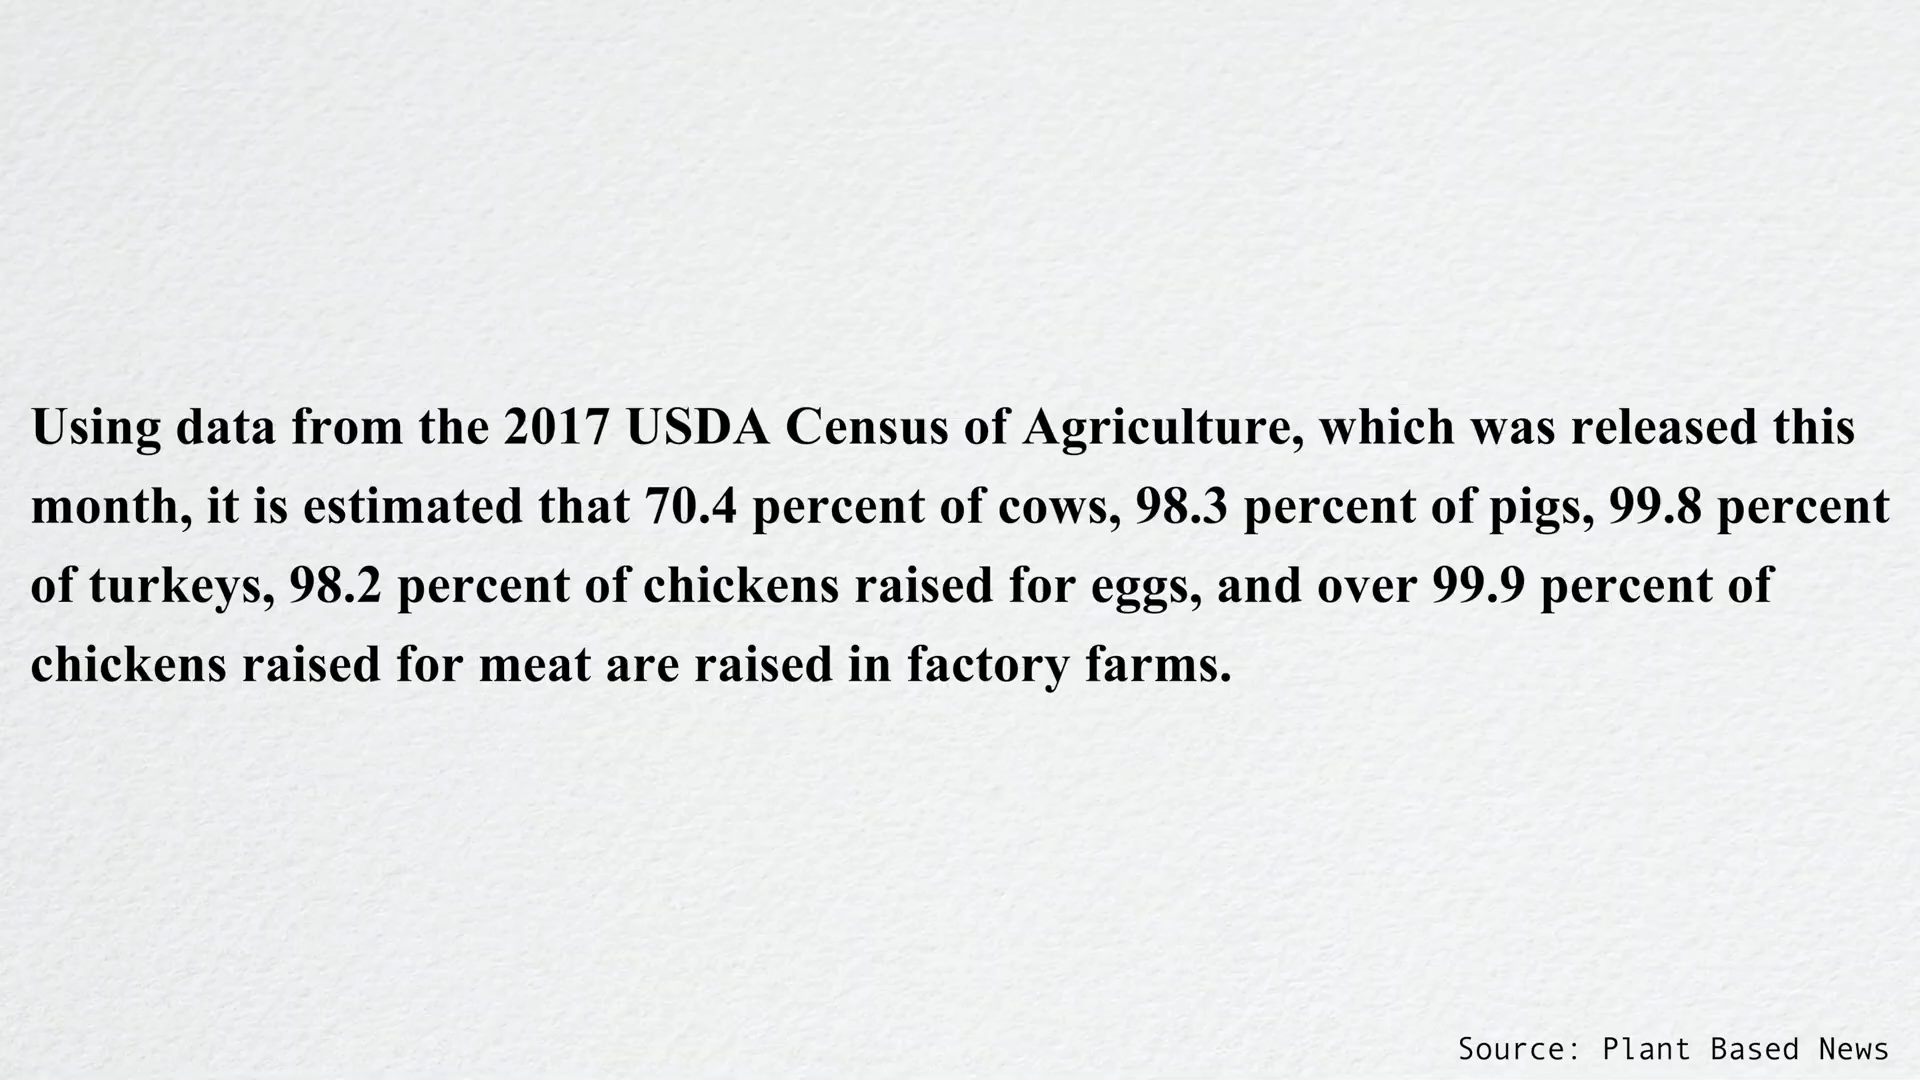 Using data from the 2017 USDA Census of Agriculture, which was released this
month, it is estimated that 70.4 percent of cows, 98.3 percent of pigs, 99.8 percent
of turkeys, 98.2 percent of chickens raised for eggs, and over 99.9 percent of
chickens raised for meat are raised in factory farms.
Source: Plant Based News